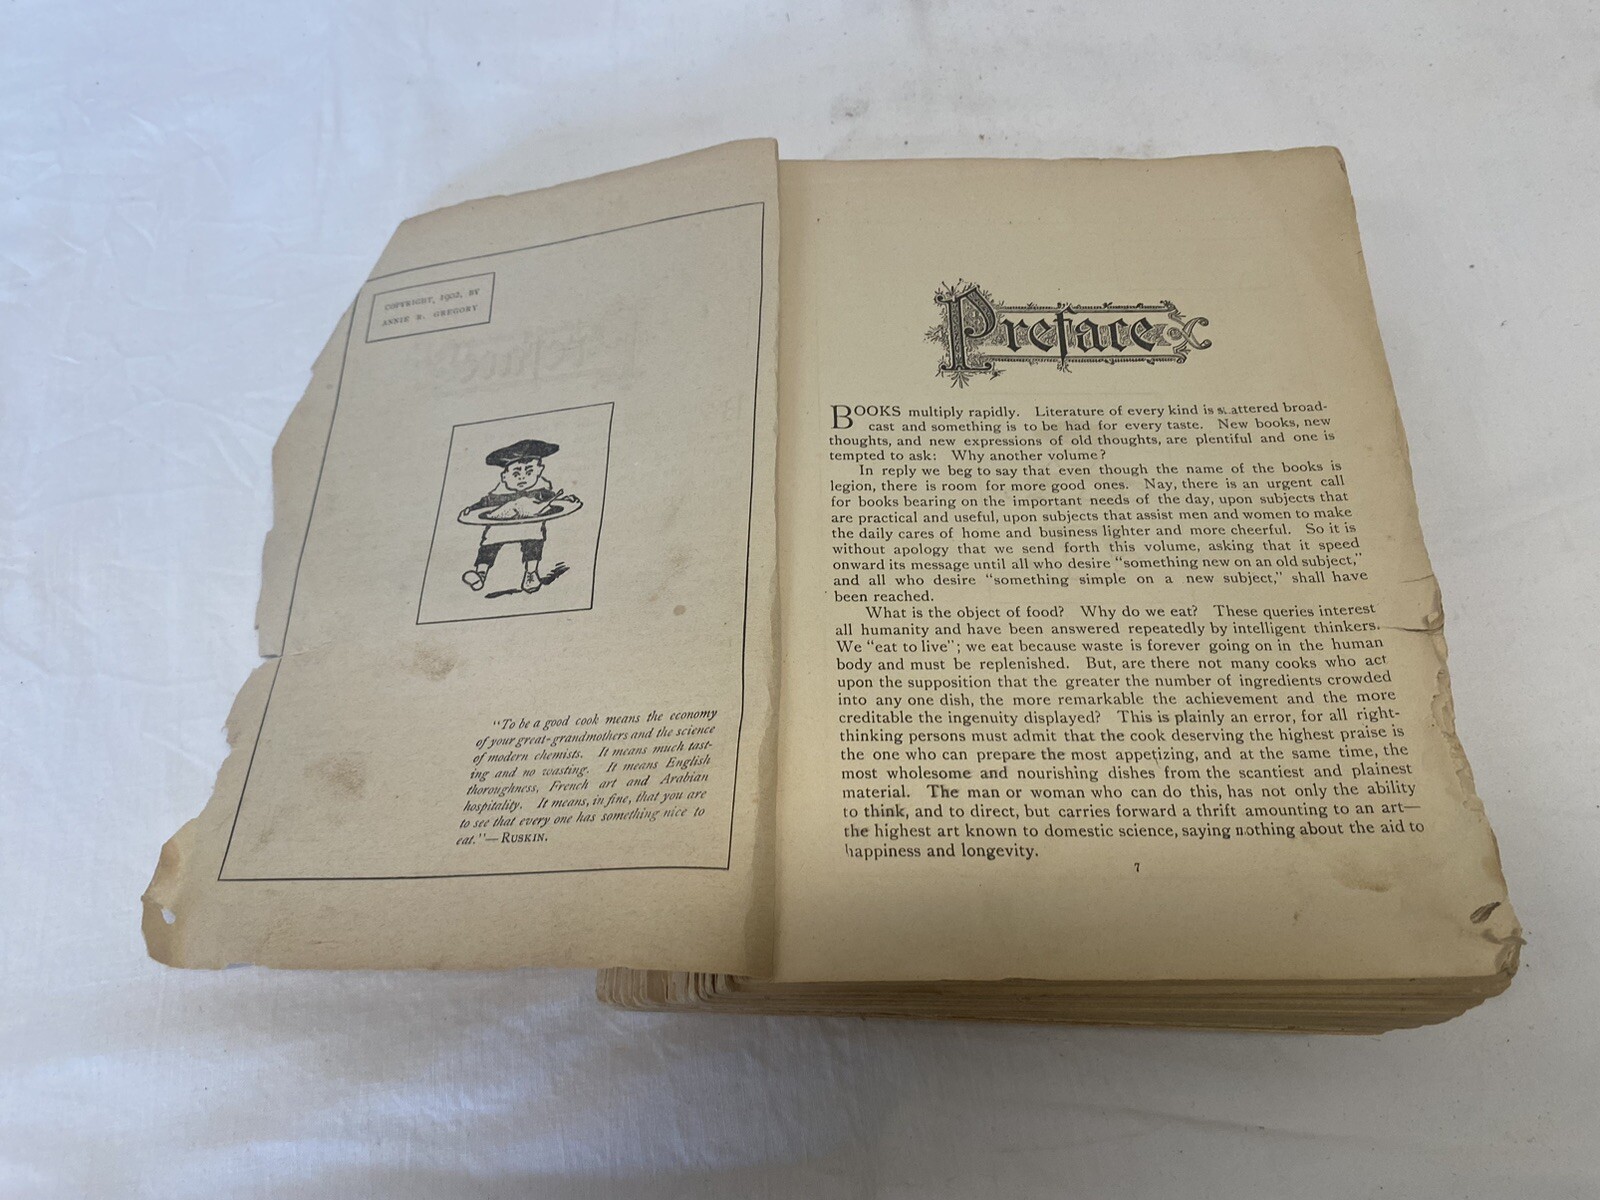 COPYRIGHT, 1902, BY
ANNIE R. GREGORY
"To be a good cook means the economy
of your great-grandmothers and the science
of modern chemists. It means much tast-
ing and no wasting. It means English
thoroughness, French art and Arabian
hospitality. It means, in fine, that you are
to see that every one has something nice to
eat."—RUSKIN.
Preface
BOOKS multiply rapidly. Literature of every kind is scattered broad-
cast and something is to be had for every taste. New books, new
thoughts, and new expressions of old thoughts, are plentiful and one is
tempted to ask: Why another volume?
In reply we beg to say that even though the name of the books is
legion, there is room for more good ones. Nay, there is an urgent call
for books bearing on the important needs of the day, upon subjects that
are practical and useful, upon subjects that assist men and women to make
the daily cares of home and business lighter and more cheerful. So it is
without apology that we send forth this volume, asking that it speed
onward its message until all who desire "something new on an old subject,"
and all who desire "something simple on a new subject," shall have
been reached.
What is the object of food? Why do we eat? These queries interest
all humanity and have been answered repeatedly by intelligent thinkers.
We "eat to live"; we eat because waste is forever going on in the human
body and must be replenished. But, are there not many cooks who act
upon the supposition that the greater the number of ingredients crowded
into any one dish, the more remarkable the achievement and the more
creditable the ingenuity displayed? This is plainly an error, for all right-
thinking persons must admit that the cook deserving the highest praise is
the one who can prepare the most appetizing, and at the same time, the
most wholesome and nourishing dishes from the scantiest and plainest
material. The man or woman who can do this, has not only the ability
to think, and to direct, but carries forward a thrift amounting to an art—
the highest art known to domestic science, saying nothing about the aid to
happiness and longevity.
7